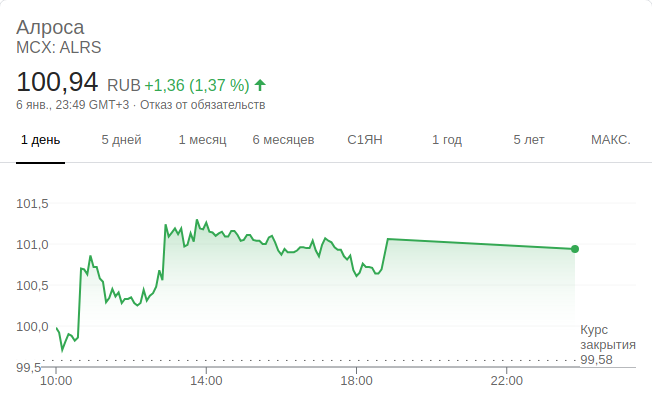 Алроса
MCX: ALRS
100,94 RUB +1,36 (1,37 %)
6 янв., 23:49 GMT+3 · Отказ от обязательств
1 день 5 дней 1 месяц 6 месяцев С1ЯН 1 год 5 лет МАКС.
101,5
101,0
100,5
100,0
99,5
Курс
закрытия
99,58
10:00 14:00 18:00 22:00